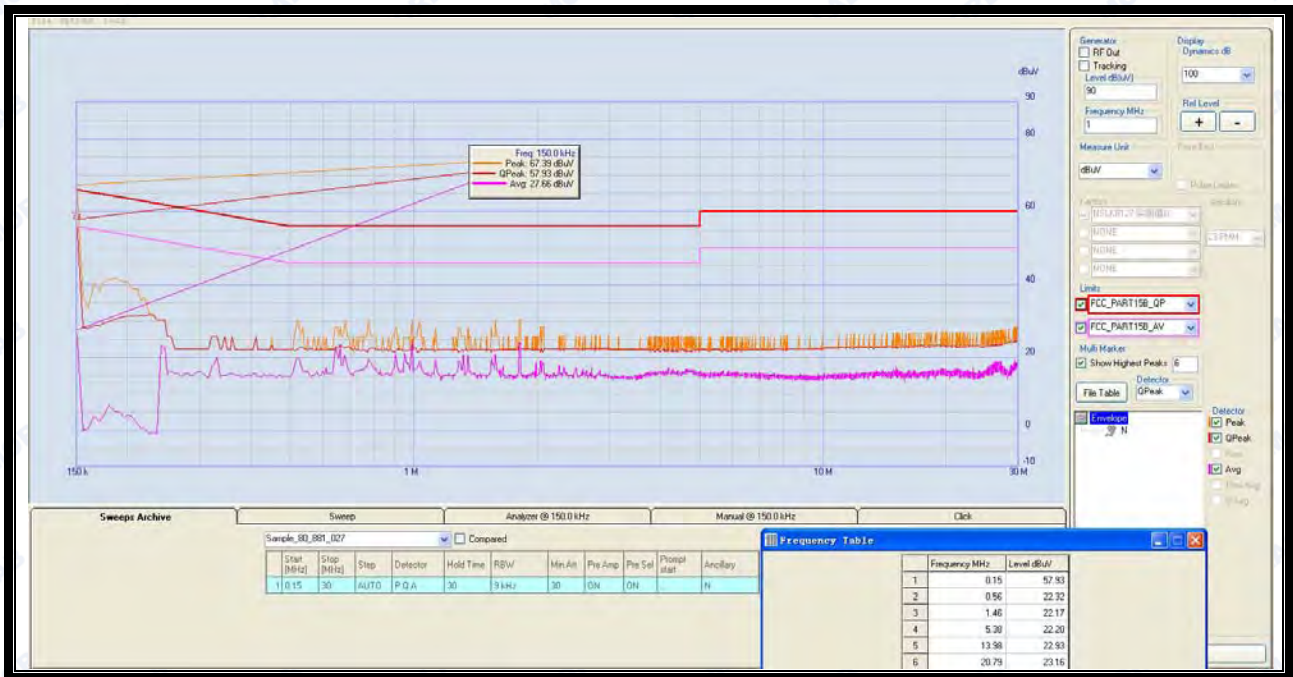 dBuV
90
80
60
40
20
0
-10
150 k
1 M
10 M
30 M
Freq: 150.0 kHz
Peak: 67.39 dBuV
QPeak: 57.93 dBuV
Avg: 27.66 dBuV
Generator
RF Out
Tracking
Level dB(uV)
90
Frequency MHz
1
Display
Dynamics dB
100
Ref Level
+ -
Measure Unit
dBuV
NONE
NONE
NONE
Limits
FCC_PART15B_QP
FCC_PART15B_AV
Multi Marker
Show Highest Peaks 6
File Table
Detector
QPeak
Envelope
N
Detector
Peak
QPeak
Avg
Sweeps Archive Sweep Analyzer @ 150.0 kHz Manual @ 150.0 kHz Click
Sample_80_881_027 Compared
Start [MHz] Stop [MHz] Step Detector Hold Time RBW Min Att Pre Amp Pre Sel Prompt start Ancillary
1 0.15 30 AUTO P.Q.A 30 9 kHz 30 ON ON ... N
Frequency Table
Frequency MHz Level dBuV
1 0.15 57.93
2 0.56 22.32
3 1.46 22.17
4 5.38 22.20
5 13.98 22.93
6 20.79 23.16